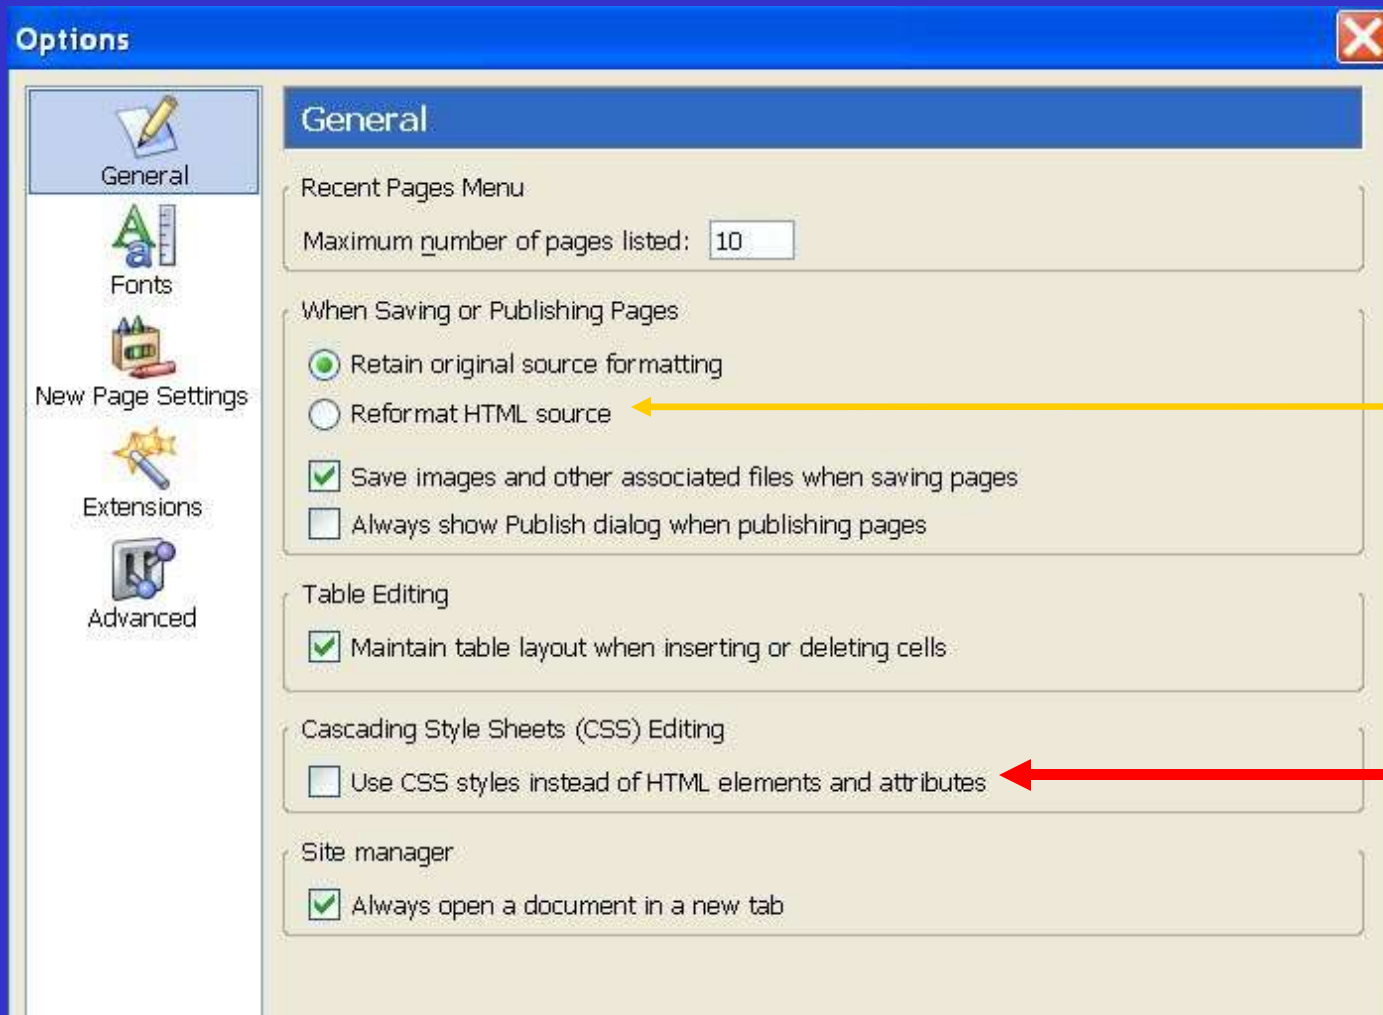 Options
General
Fonts
New Page Settings
Extensions
Advanced
General
Recent Pages Menu
Maximum number of pages listed: 10
When Saving or Publishing Pages
Retain original source formatting
Reformat HTML source
Save images and other associated files when saving pages
Always show Publish dialog when publishing pages
Table Editing
Maintain table layout when inserting or deleting cells
Cascading Style Sheets (CSS) Editing
Use CSS styles instead of HTML elements and attributes
Site manager
Always open a document in a new tab